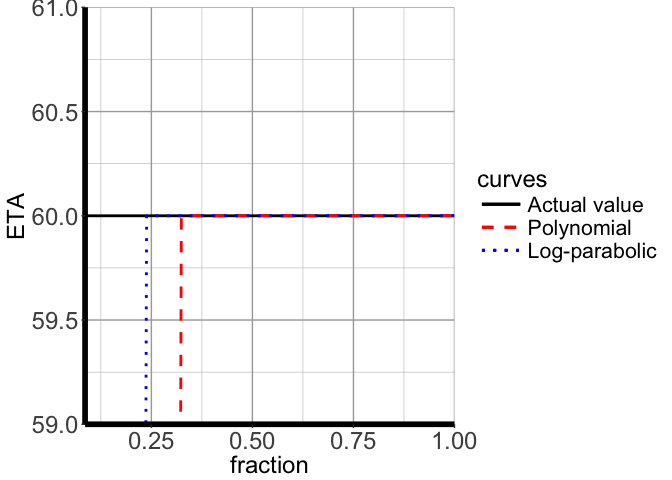 61.0
60.5
60.0
59.5
59.0
ETA
0.25 0.50 0.75 1.00
fraction
curves
Actual value
Polynomial
Log-parabolic